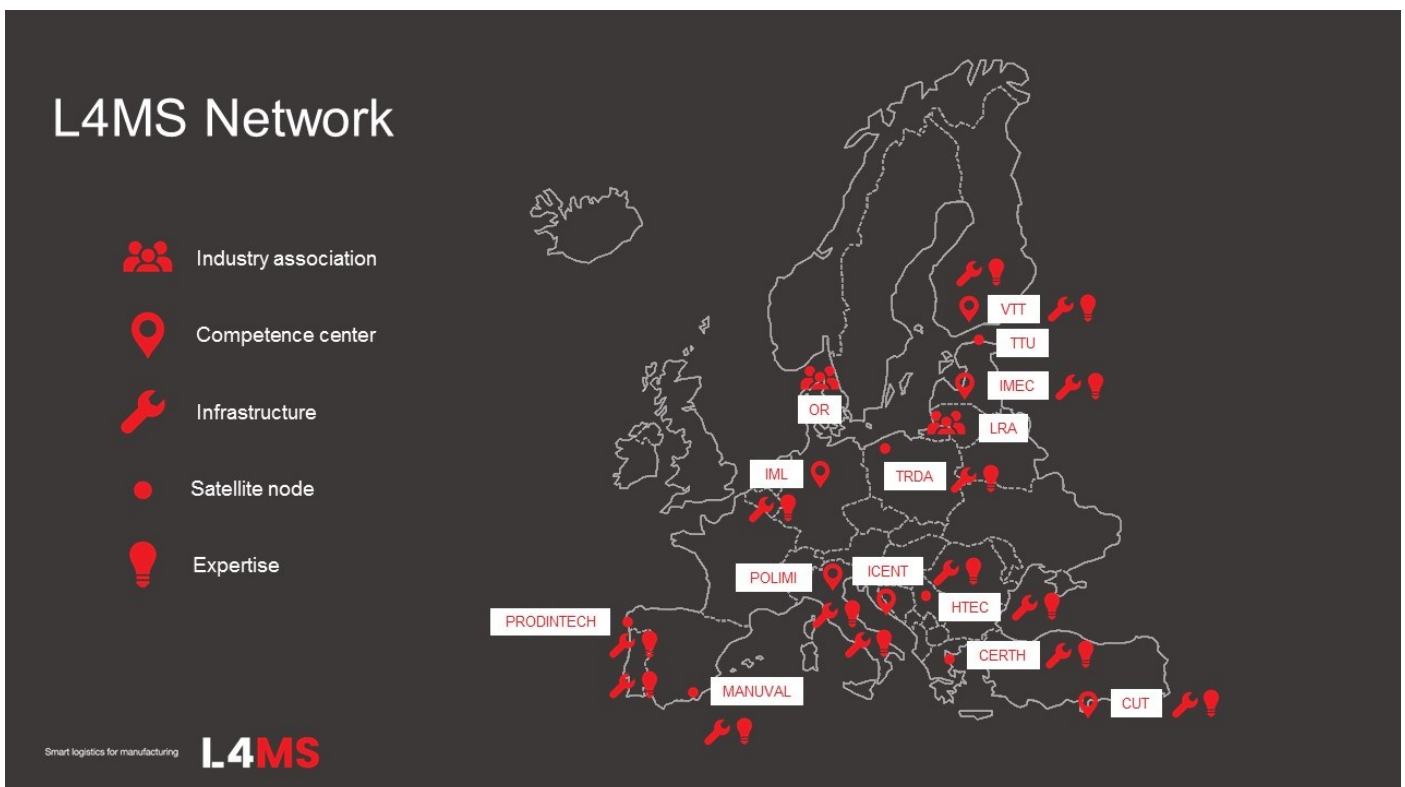 L4MS Network
Industry association
Competence center
Infrastructure
Satellite node
Expertise
VTT
TTU
IMEC
OR
LRA
IML
TRDA
POLIMI
ICENT
HTEC
PRODINTECH
CERTH
MANUVAL
CUT
Smart logistics for manufacturing
L4MS